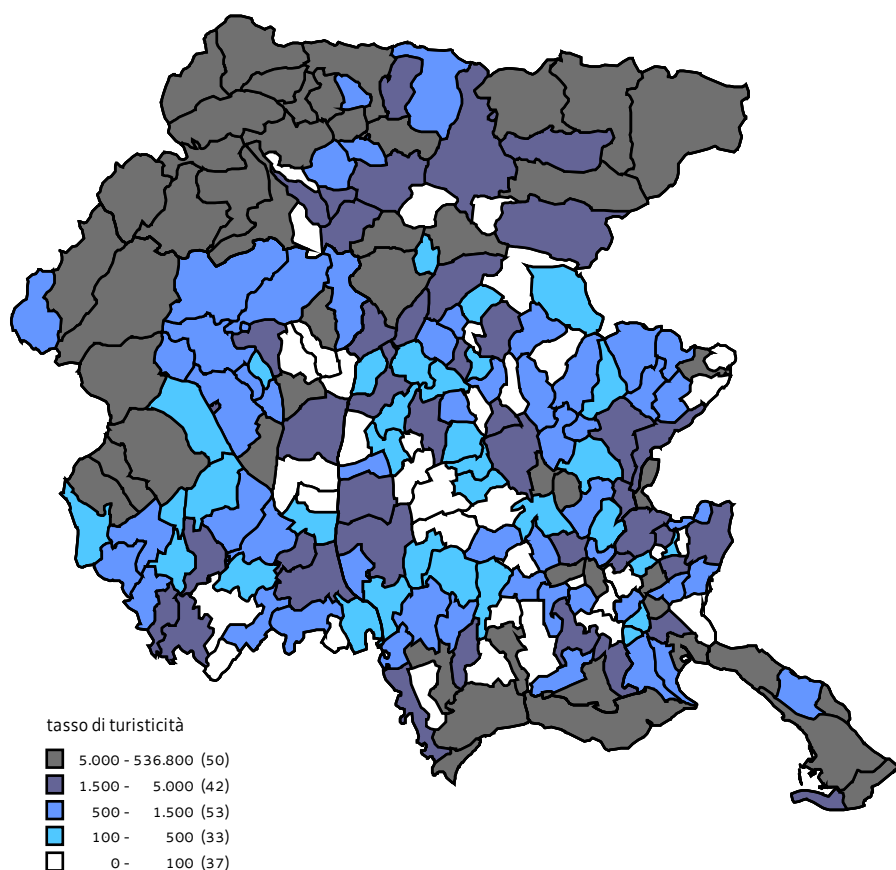 tasso di turisticità
5.000 - 536.800 (50)
1.500 - 5.000 (42)
500 - 1.500 (53)
100 - 500 (33)
0 - 100 (37)